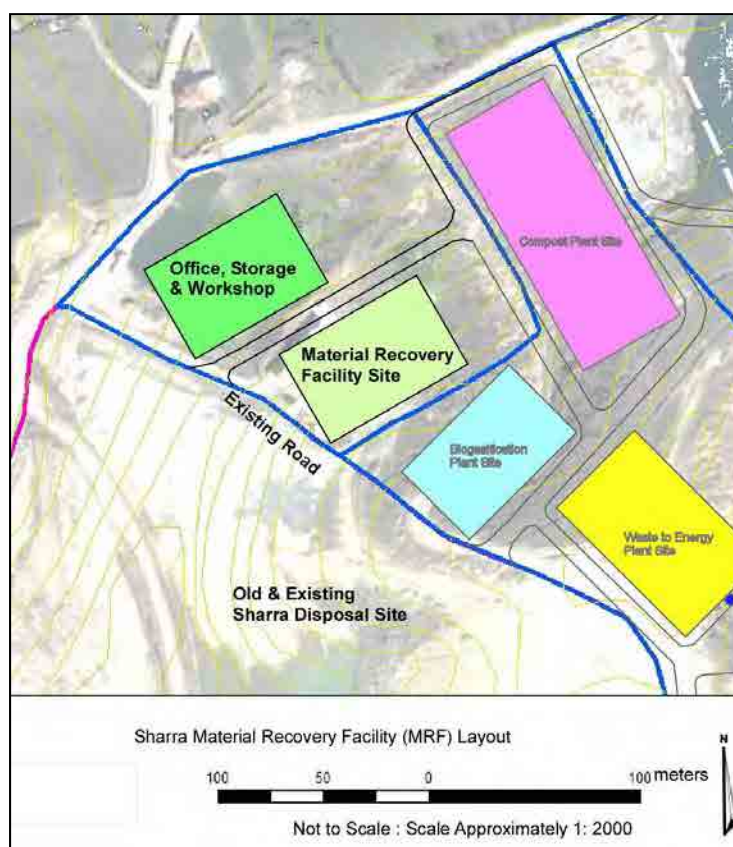 Compost Plant Site
Office, Storage
& Workshop
Material Recovery
Facility Site
Existing Road
Biogasification
Plant Site
Waste to Energy
Plant Site
Old & Existing
Sharra Disposal Site
Sharra Material Recovery Facility (MRF) Layout
N
100 50 0 100 meters
Not to Scale : Scale Approximately 1: 2000